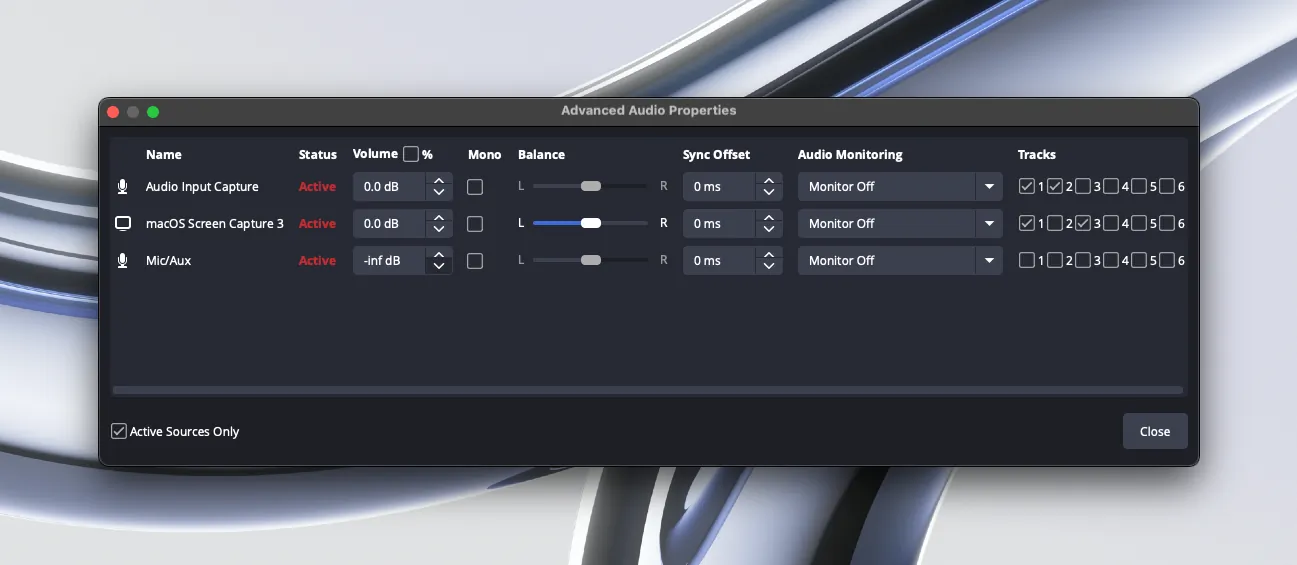 Advanced Audio Properties
Name Status Volume % Mono Balance Sync Offset Audio Monitoring Tracks
Audio Input Capture Active 0.0 dB L R 0 ms Monitor Off 1 2 3 4 5 6
macOS Screen Capture 3 Active 0.0 dB L R 0 ms Monitor Off 1 2 3 4 5 6
Mic/Aux Active -inf dB L R 0 ms Monitor Off 1 2 3 4 5 6
Active Sources Only Close